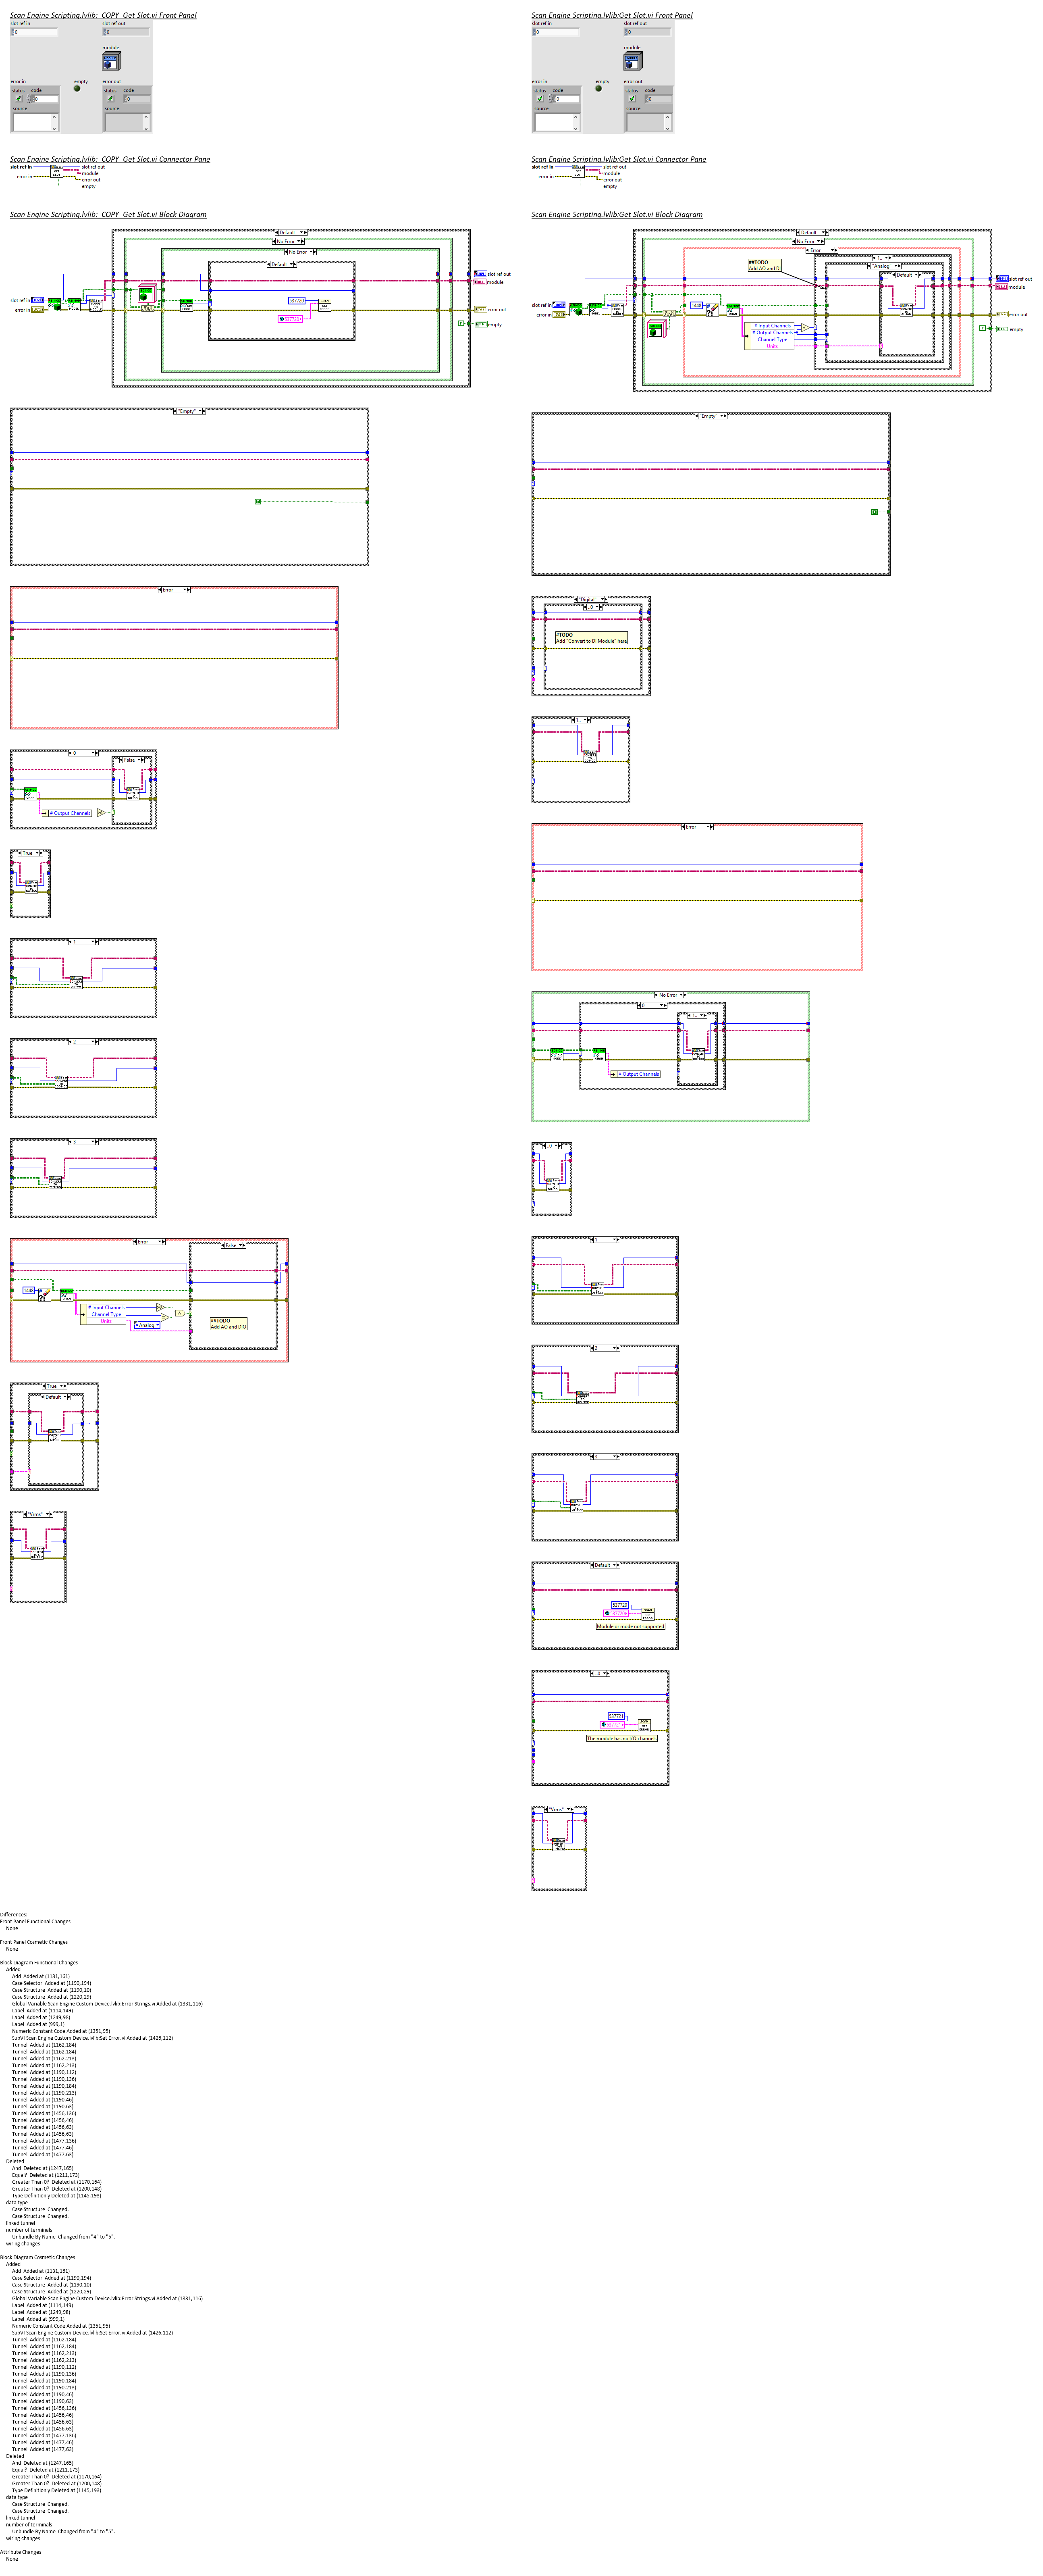 Scan Engine Scripting.lvlib:_COPY_Get Slot.vi Front Panel
slot ref in
slot ref out
0
0
module
error in
empty
error out
status code
status code
0
0
source
source
Scan Engine Scripting.lvlib:_COPY_Get Slot.vi Connector Pane
slot ref in
slot ref out
module
error in
error out
empty
Scan Engine Scripting.lvlib:_COPY_Get Slot.vi Block Diagram
Default
No Error
No Error
Default
slot ref out
module
slot ref in
error in
537720
error out
empty
"Empty"
Error
0
False
# Output Channels
True
1
2
3
Error
False
1448
# Input Channels
Channel Type
Units
Analog
##TODO
Add AO and DIO
True
Default
"Vrms"
Scan Engine Scripting.lvlib:Get Slot.vi Front Panel
slot ref in
slot ref out
0
0
module
error in
empty
error out
status code
status code
0
0
source
source
Scan Engine Scripting.lvlib:Get Slot.vi Connector Pane
slot ref in
slot ref out
module
error in
error out
empty
Scan Engine Scripting.lvlib:Get Slot.vi Block Diagram
Default
No Error
Error
1..
"Analog"
##TODO
Add AO and DI
Default
slot ref out
module
slot ref in
error in
1448
error out
# Input Channels
# Output Channels
Channel Type
Units
empty
"Empty"
"Digital"
..0
#TODO
Add "Convert to DI Module" here
1..
Error
No Error
0
1..
# Output Channels
..0
1
2
3
Default
537720
Module or mode not supported
..0
537721
The module has no I/O channels
"Vrms"
Differences:
Front Panel Functional Changes
None
Front Panel Cosmetic Changes
None
Block Diagram Functional Changes
Added
Add Added at (1131,161)
Case Selector Added at (1190,194)
Case Structure Added at (1190,10)
Case Structure Added at (1220,29)
Global Variable Scan Engine Custom Device.lvlib:Error Strings.vi Added at (1331,116)
Label Added at (1114,149)
Label Added at (1249,98)
Label Added at (999,1)
Numeric Constant Code Added at (1351,95)
SubVI Scan Engine Custom Device.lvlib:Set Error.vi Added at (1426,112)
Tunnel Added at (1162,184)
Tunnel Added at (1162,184)
Tunnel Added at (1162,213)
Tunnel Added at (1162,213)
Tunnel Added at (1190,112)
Tunnel Added at (1190,136)
Tunnel Added at (1190,184)
Tunnel Added at (1190,213)
Tunnel Added at (1190,46)
Tunnel Added at (1190,63)
Tunnel Added at (1456,136)
Tunnel Added at (1456,46)
Tunnel Added at (1456,63)
Tunnel Added at (1456,63)
Tunnel Added at (1477,136)
Tunnel Added at (1477,46)
Tunnel Added at (1477,63)
Deleted
And Deleted at (1247,165)
Equal? Deleted at (1211,173)
Greater Than 0? Deleted at (1170,164)
Greater Than 0? Deleted at (1200,148)
Type Definition y Deleted at (1145,193)
data type
Case Structure Changed.
Case Structure Changed.
linked tunnel
number of terminals
Unbundle By Name Changed from "4" to "5".
wiring changes
Block Diagram Cosmetic Changes
Added
Add Added at (1131,161)
Case Selector Added at (1190,194)
Case Structure Added at (1190,10)
Case Structure Added at (1220,29)
Global Variable Scan Engine Custom Device.lvlib:Error Strings.vi Added at (1331,116)
Label Added at (1114,149)
Label Added at (1249,98)
Label Added at (999,1)
Numeric Constant Code Added at (1351,95)
SubVI Scan Engine Custom Device.lvlib:Set Error.vi Added at (1426,112)
Tunnel Added at (1162,184)
Tunnel Added at (1162,184)
Tunnel Added at (1162,213)
Tunnel Added at (1162,213)
Tunnel Added at (1190,112)
Tunnel Added at (1190,136)
Tunnel Added at (1190,184)
Tunnel Added at (1190,213)
Tunnel Added at (1190,46)
Tunnel Added at (1190,63)
Tunnel Added at (1456,136)
Tunnel Added at (1456,46)
Tunnel Added at (1456,63)
Tunnel Added at (1456,63)
Tunnel Added at (1477,136)
Tunnel Added at (1477,46)
Tunnel Added at (1477,63)
Deleted
And Deleted at (1247,165)
Equal? Deleted at (1211,173)
Greater Than 0? Deleted at (1170,164)
Greater Than 0? Deleted at (1200,148)
Type Definition y Deleted at (1145,193)
data type
Case Structure Changed.
Case Structure Changed.
linked tunnel
number of terminals
Unbundle By Name Changed from "4" to "5".
wiring changes
Attribute Changes
None